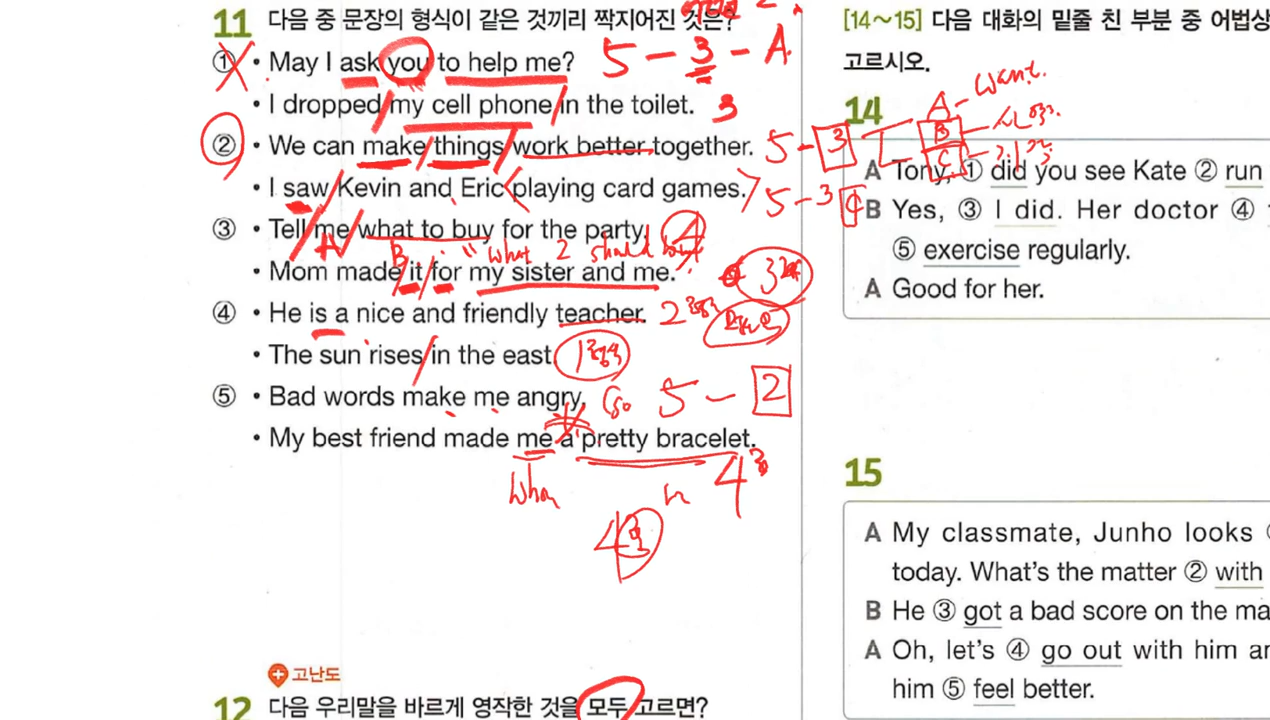 11 다음 중 문장의 형식이 같은 것끼리 짝지어진 것은?
① • May I ask you to help me? 5 - 3 - A
• I dropped my cell phone in the toilet. 3
② • We can make things work better together. 5 - 3
• I saw Kevin and Eric playing card games. 5 - 3
③ • Tell me what to buy for the party. 4
what should
• Mom made it for my sister and me. 3
④ • He is a nice and friendly teacher. 2
• The sun rises in the east.
⑤ • Bad words make me angry. 5 - 2
• My best friend made me a pretty bracelet.
4
4
고난도
12 다음 우리말을 바르게 영작한 것을 모두 고르면?
[14~15] 다음 대화의 밑줄 친 부분 중 어법상
고르시오.
A - want.
B
C
14
A Tony, ① did you see Kate ② run
B Yes, ③ I did. Her doctor ④
⑤ exercise regularly.
A Good for her.
15
A My classmate, Junho looks
today. What's the matter ② with
B He ③ got a bad score on the ma
A Oh, let's ④ go out with him an
him ⑤ feel better.